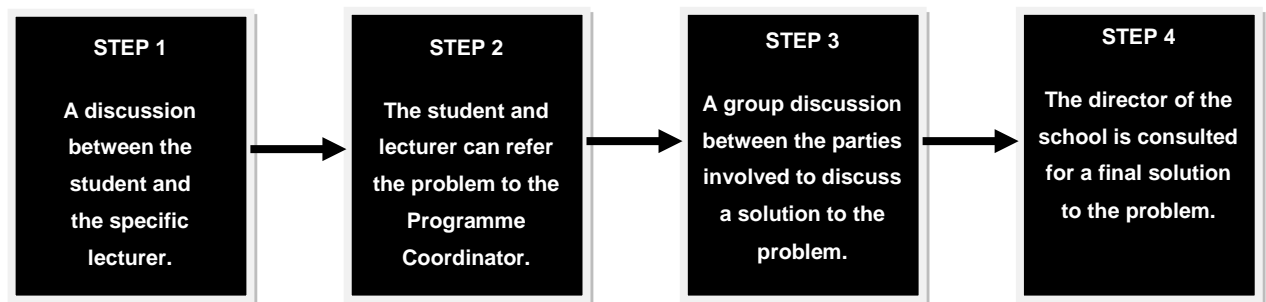 STEP 1
A discussion
between the
student and
the specific
lecturer.
STEP 2
The student and
lecturer can refer
the problem to the
Programme
Coordinator.
STEP 3
A group discussion
between the parties
involved to discuss
a solution to the
problem.
STEP 4
The director of the
school is consulted
for a final solution
to the problem.